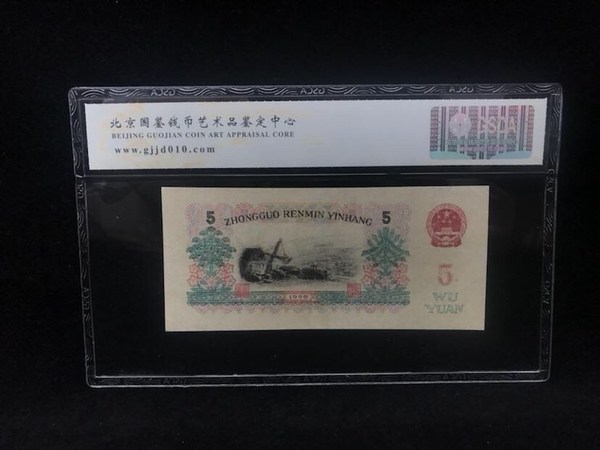 北京国鉴钱币艺术品鉴定中心
BEIJING GUOJIAN COIN ART APPRAISAL CORE
www.gjjd010.com
5
ZHONGGUO RENMIN YINHANG
5
1960
5
WU
YUAN